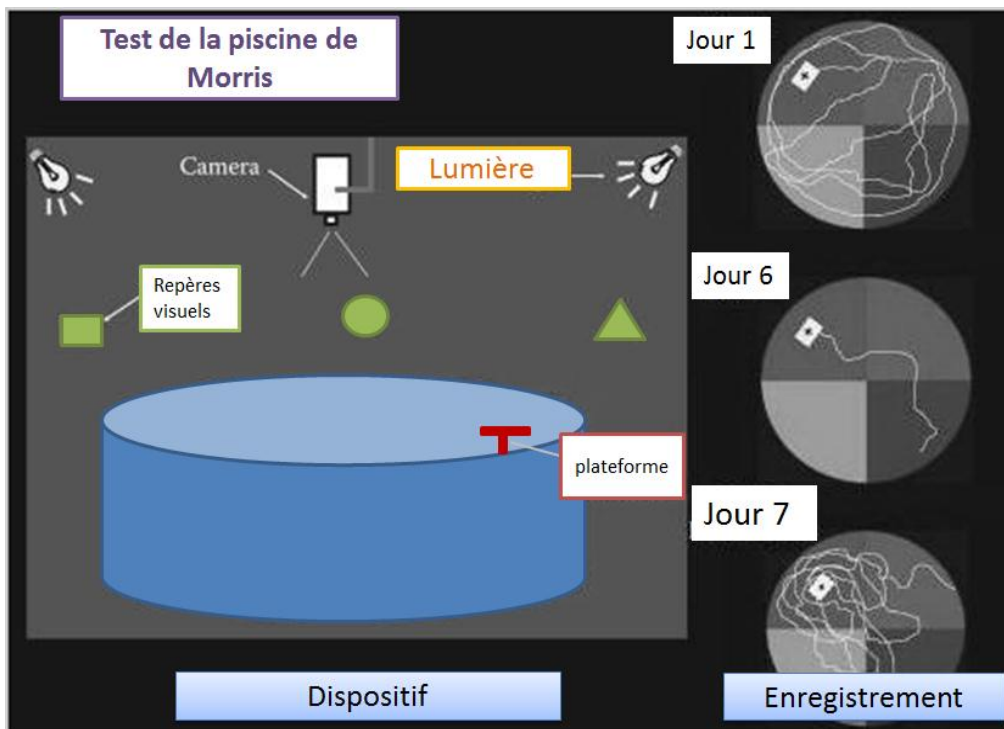 Test de la piscine de
Morris
Jour 1
Camera
Lumière
Repères
visuels
Jour 6
plateforme
Jour 7
Dispositif
Enregistrement